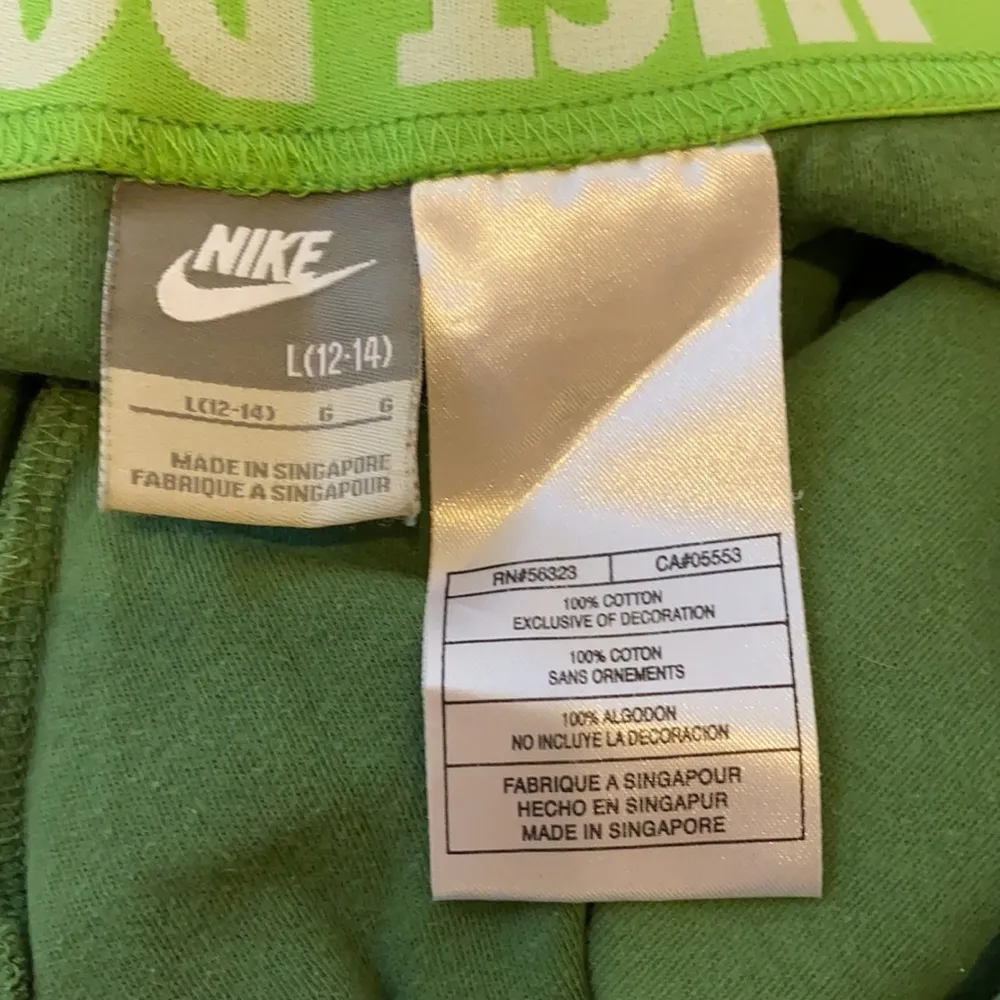 NIKE
L(12-14)
L(12-14) G G
MADE IN SINGAPORE
FABRIQUE A SINGAPOUR
RN#56323 CA#05553
100% COTTON
EXCLUSIVE OF DECORATION
100% COTON
SANS ORNEMENTS
100% ALGODON
NO INCLUYE LA DECORACION
FABRIQUE A SINGAPOUR
HECHO EN SINGAPUR
MADE IN SINGAPORE